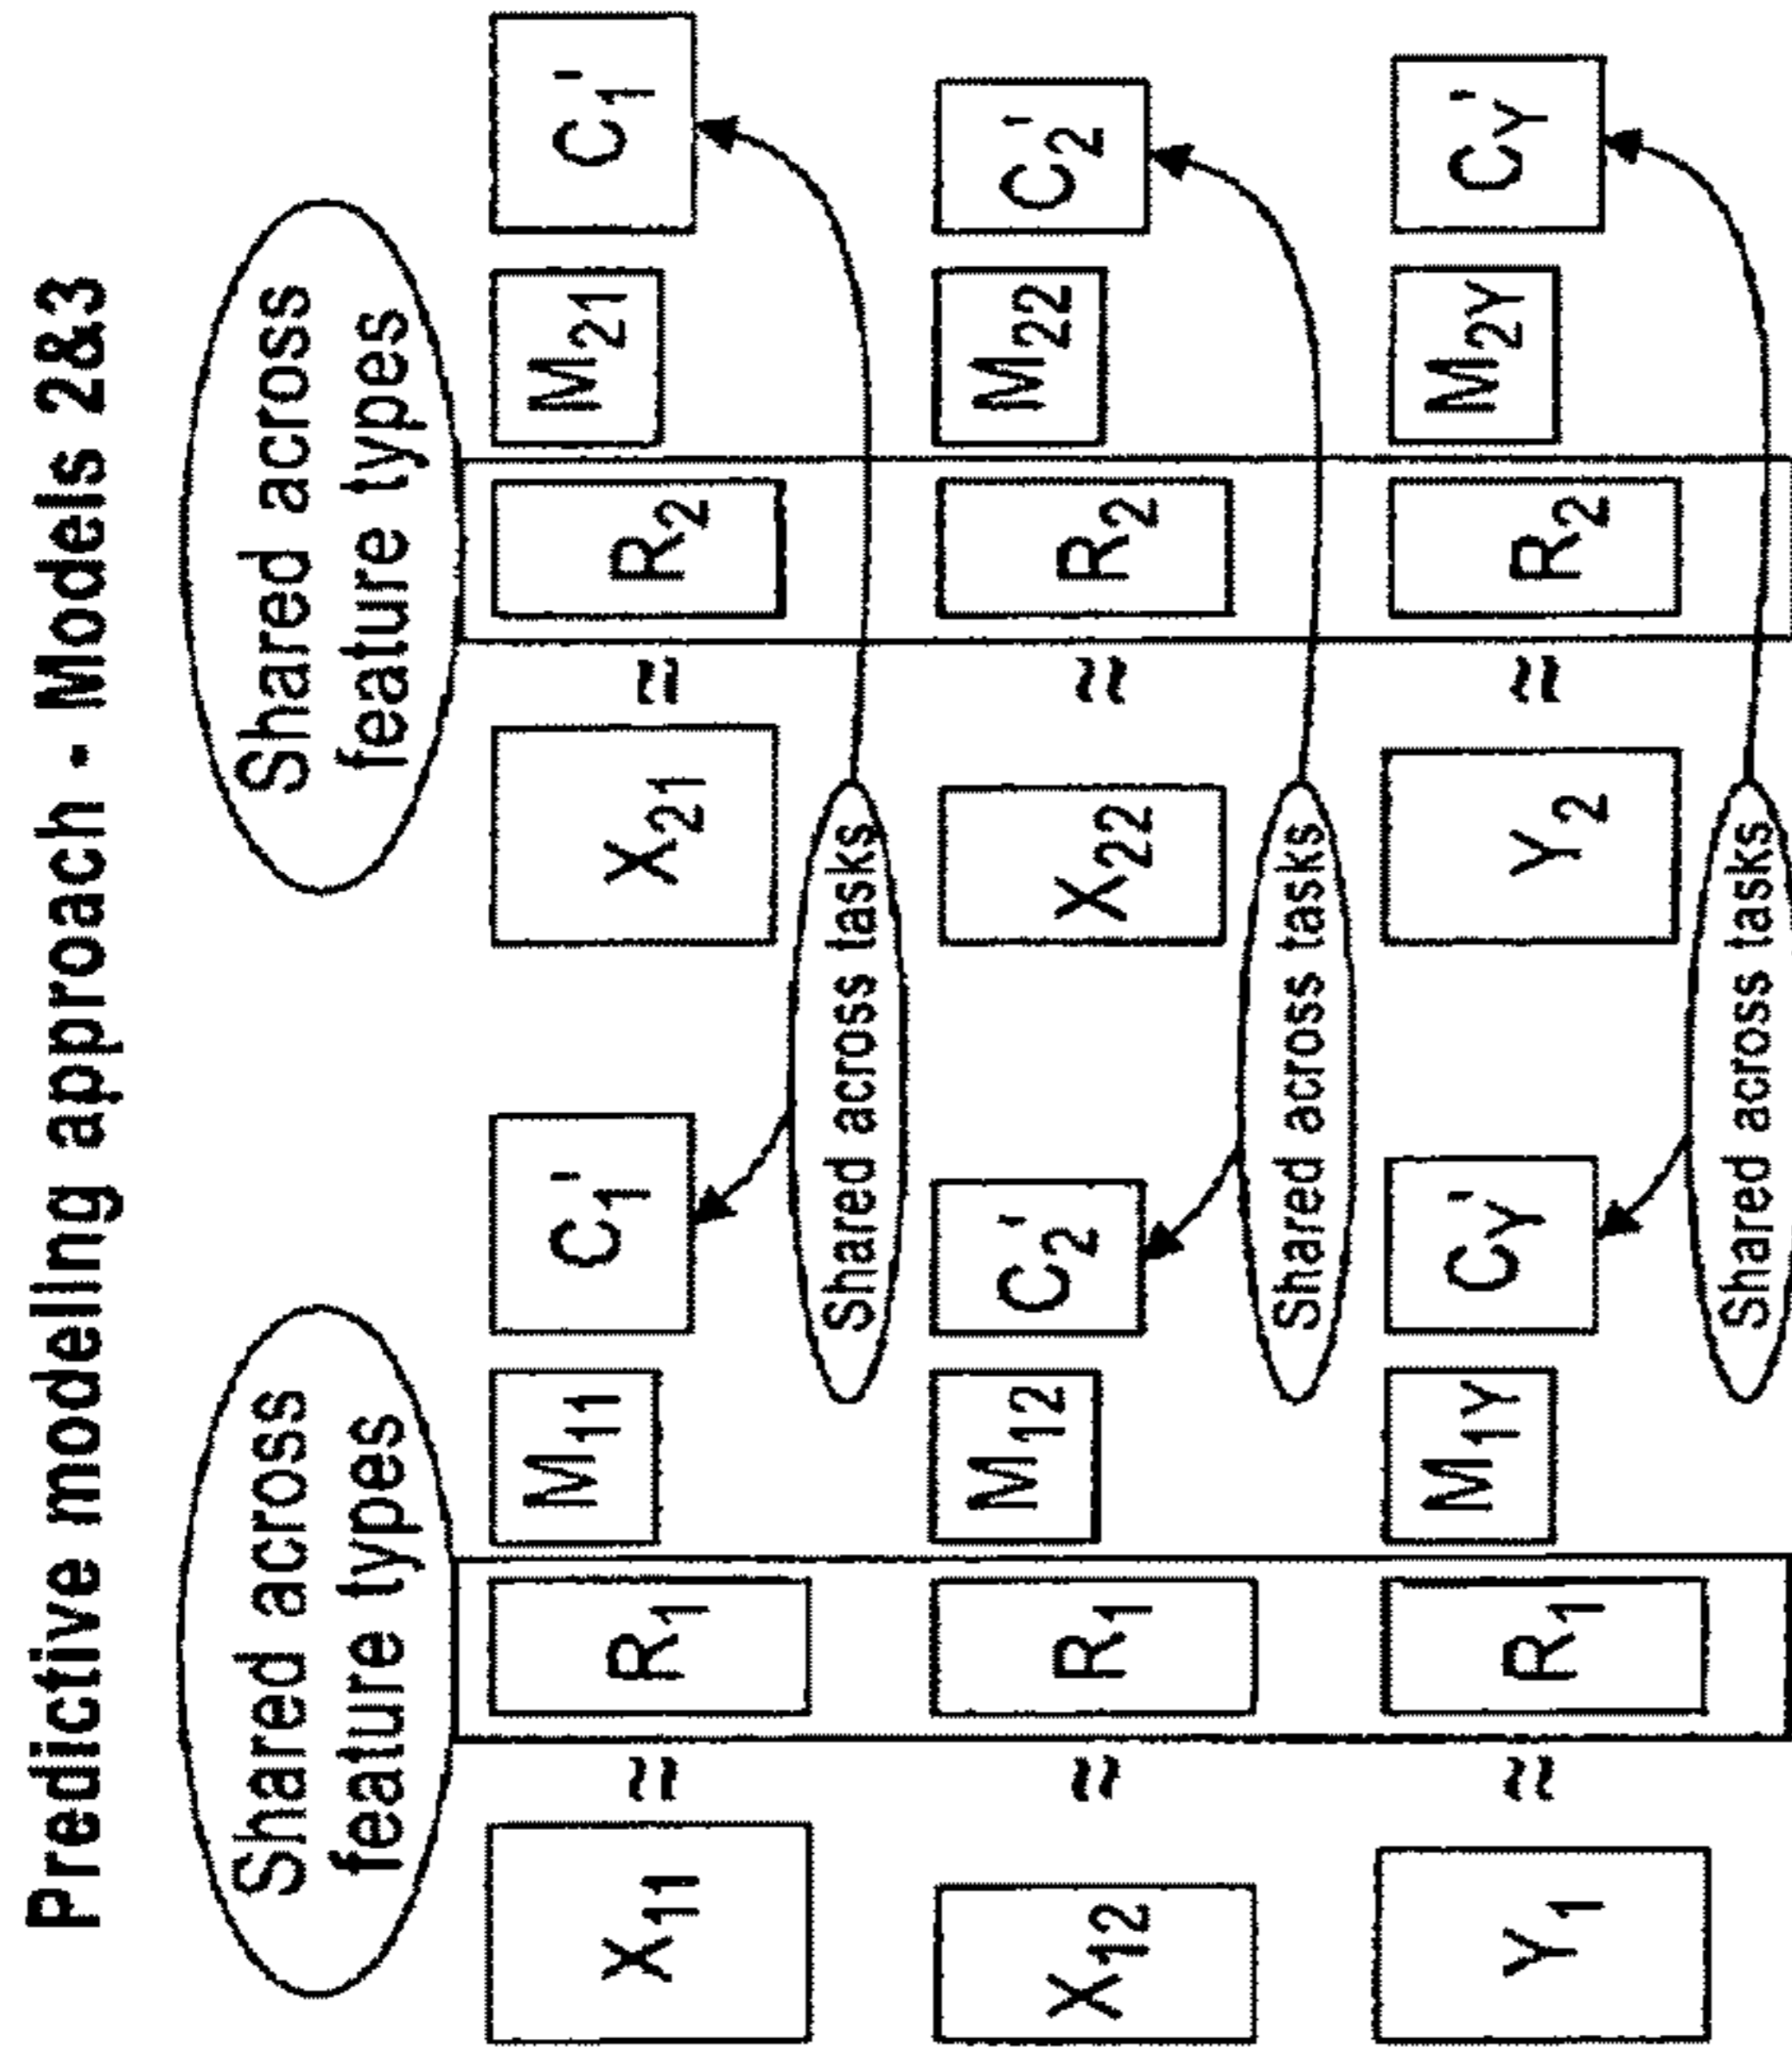 Predictive modeling approach - Models 2&3
Shared across
feature types
Shared across
feature types
X₁₁ ≈ R₁ M₁₁ C₁' X₂₁ ≈ R₂ M₂₁ C₁'
Shared across tasks
X₁₂ ≈ R₁ M₁₂ C₂' X₂₂ ≈ R₂ M₂₂ C₂'
Shared across tasks
Y₁ ≈ R₁ M₁Y CY' Y₂ ≈ R₂ M₂Y CY'
Shared across tasks